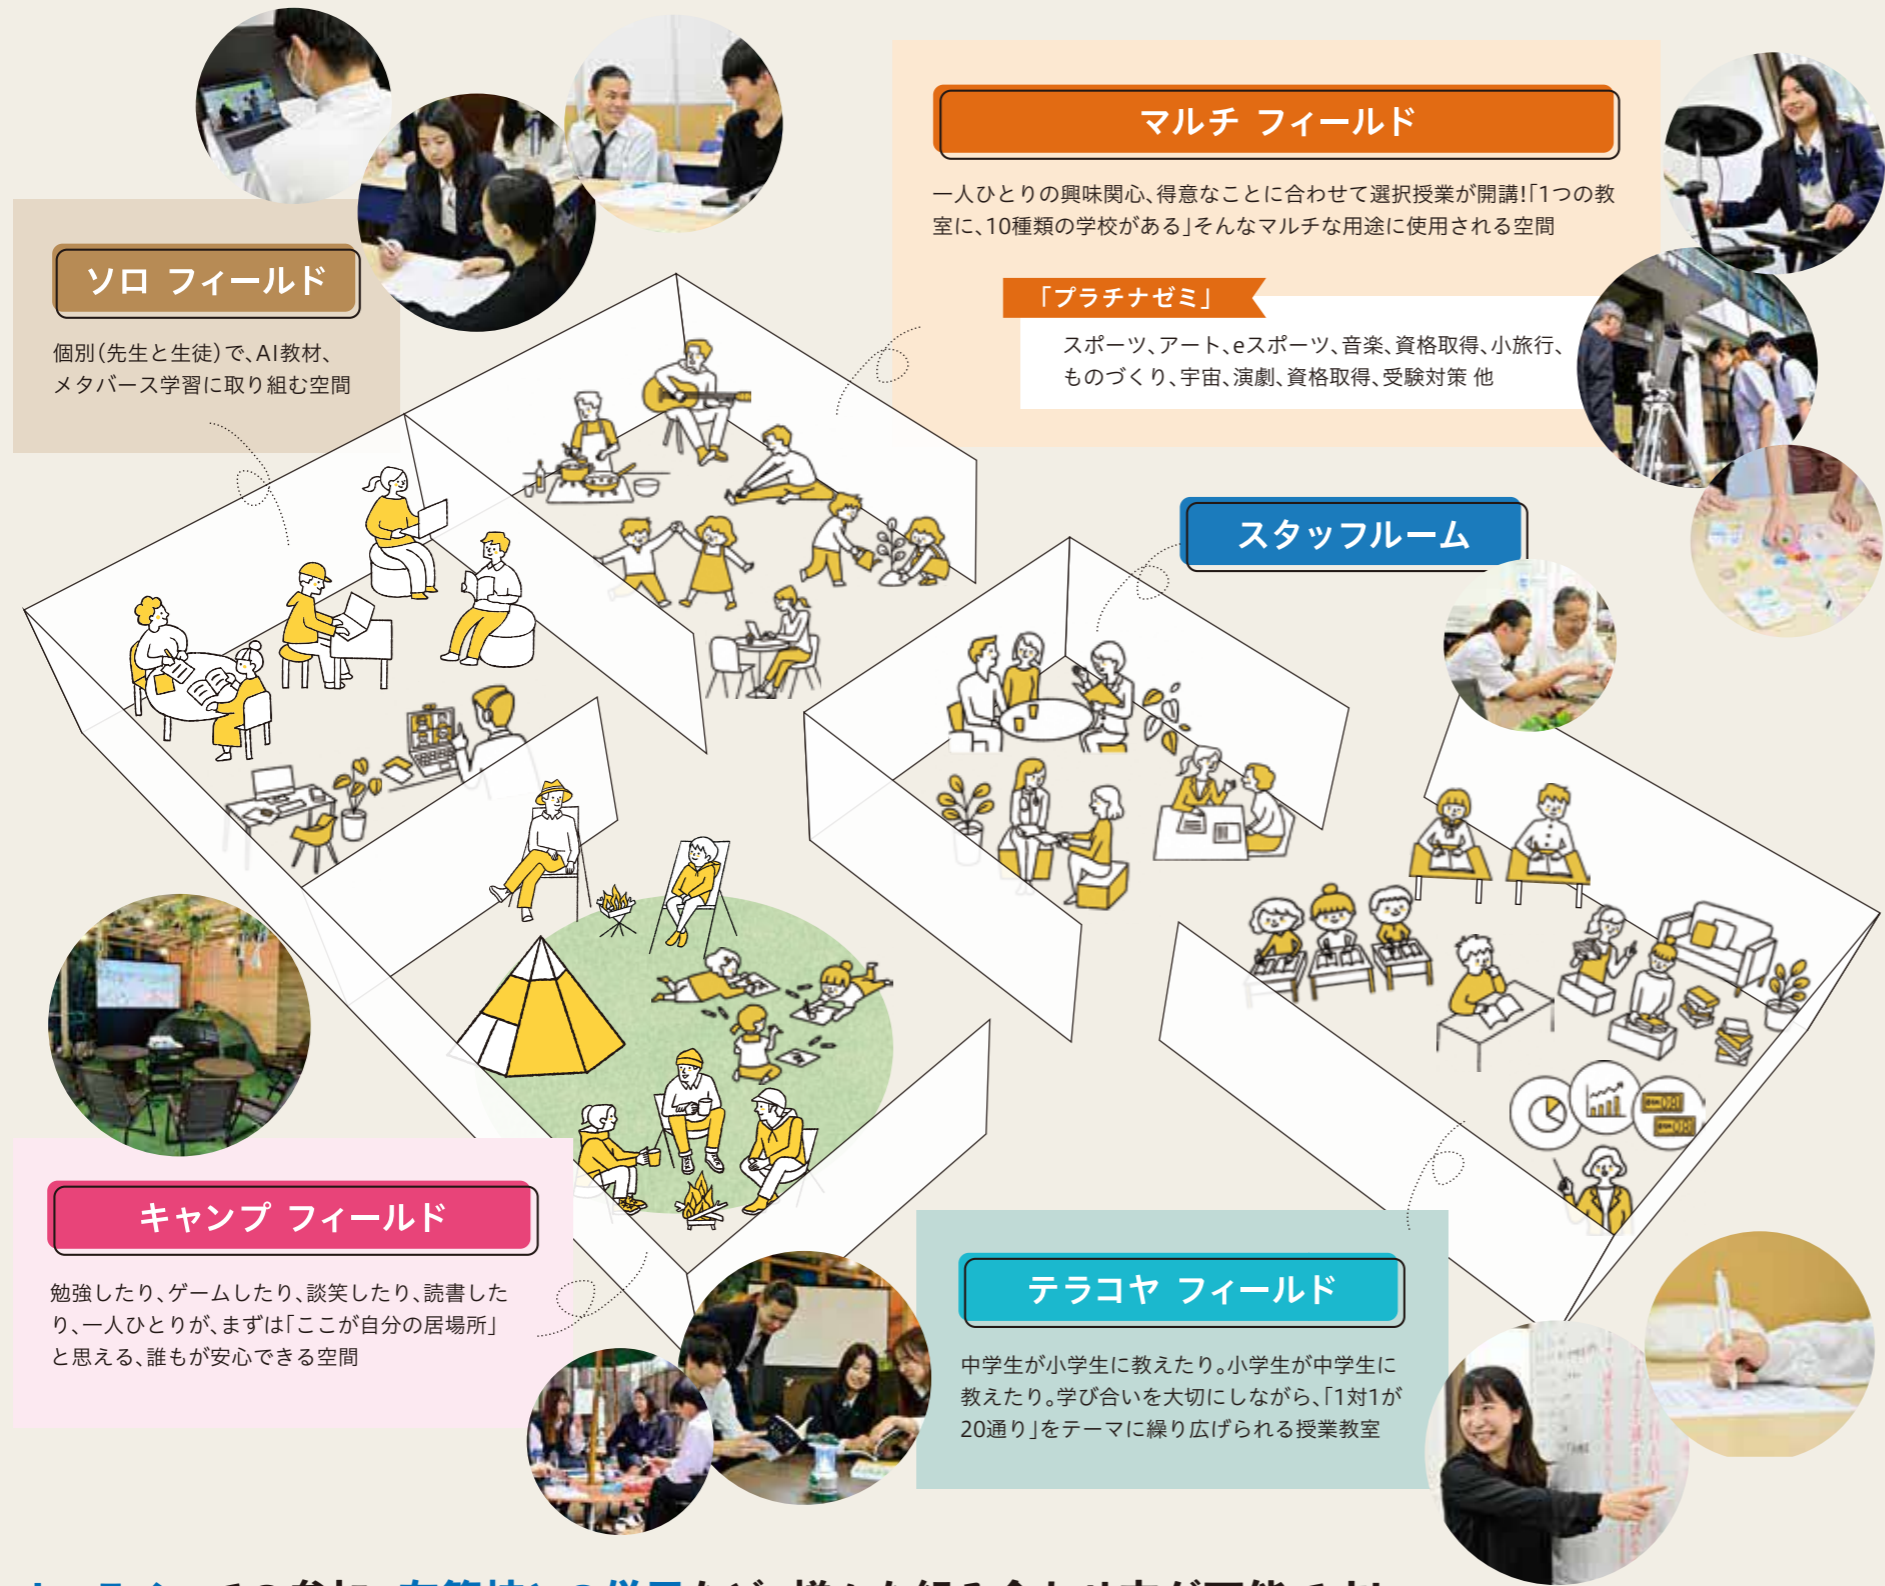 マルチ フィールド
一人ひとりの興味関心、得意なことに合わせて選択授業が開講!「1つの教
室に、10種類の学校がある」そんなマルチな用途に使用される空間
「プラチナゼミ」
スポーツ、アート、eスポーツ、音楽、資格取得、小旅行、
ものづくり、宇宙、演劇、資格取得、受験対策 他
ソロ フィールド
個別(先生と生徒)で、AI教材、
メタバース学習に取り組む空間
スタッフルーム
キャンプ フィールド
勉強したり、ゲームしたり、談笑したり、読書した
り、一人ひとりが、まずは「ここが自分の居場所」
と思える、誰もが安心できる空間
テラコヤ フィールド
中学生が小学生に教えたり。小学生が中学生に
教えたり。学び合いを大切にしながら、「1対1が
20通り」をテーマに繰り広げられる授業教室